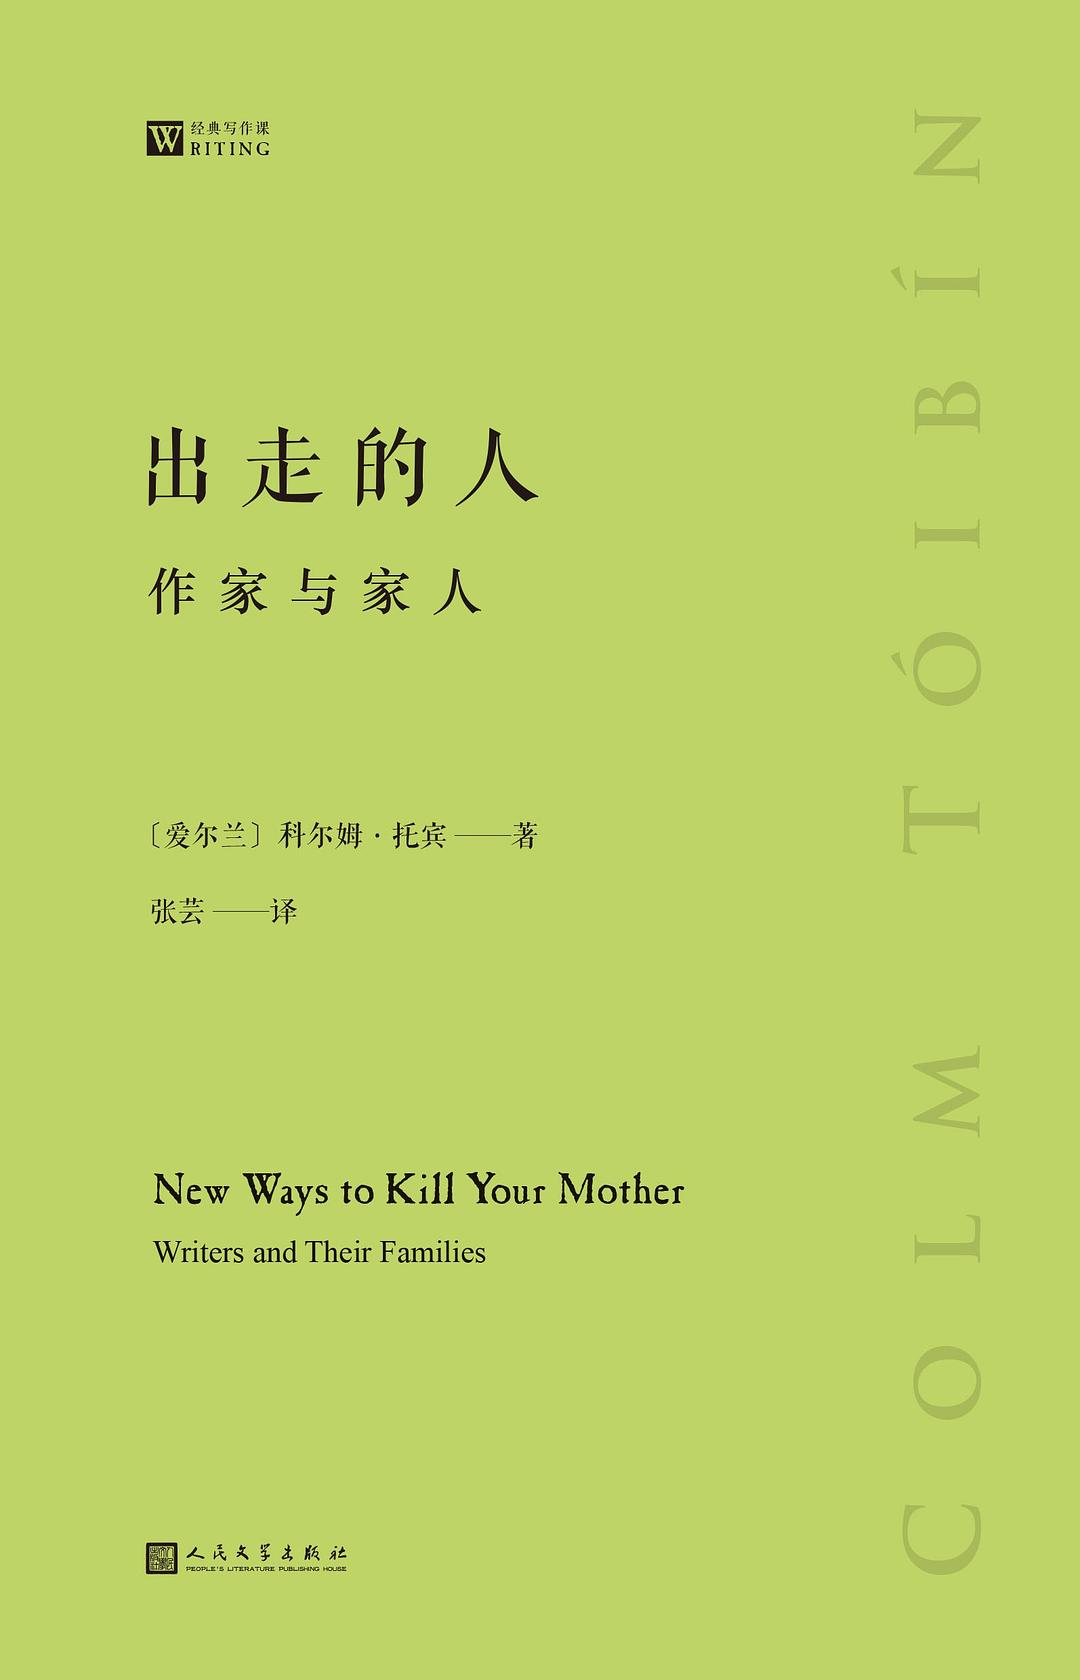 经典写作课
WRITING
出走的人
作家与家人
〔爱尔兰〕科尔姆·托宾——著
张芸——译
New Ways to Kill Your Mother
Writers and Their Families
人民文学出版社
PEOPLE'S LITERATURE PUBLISHING HOUSE
COLM TÓIBÍN